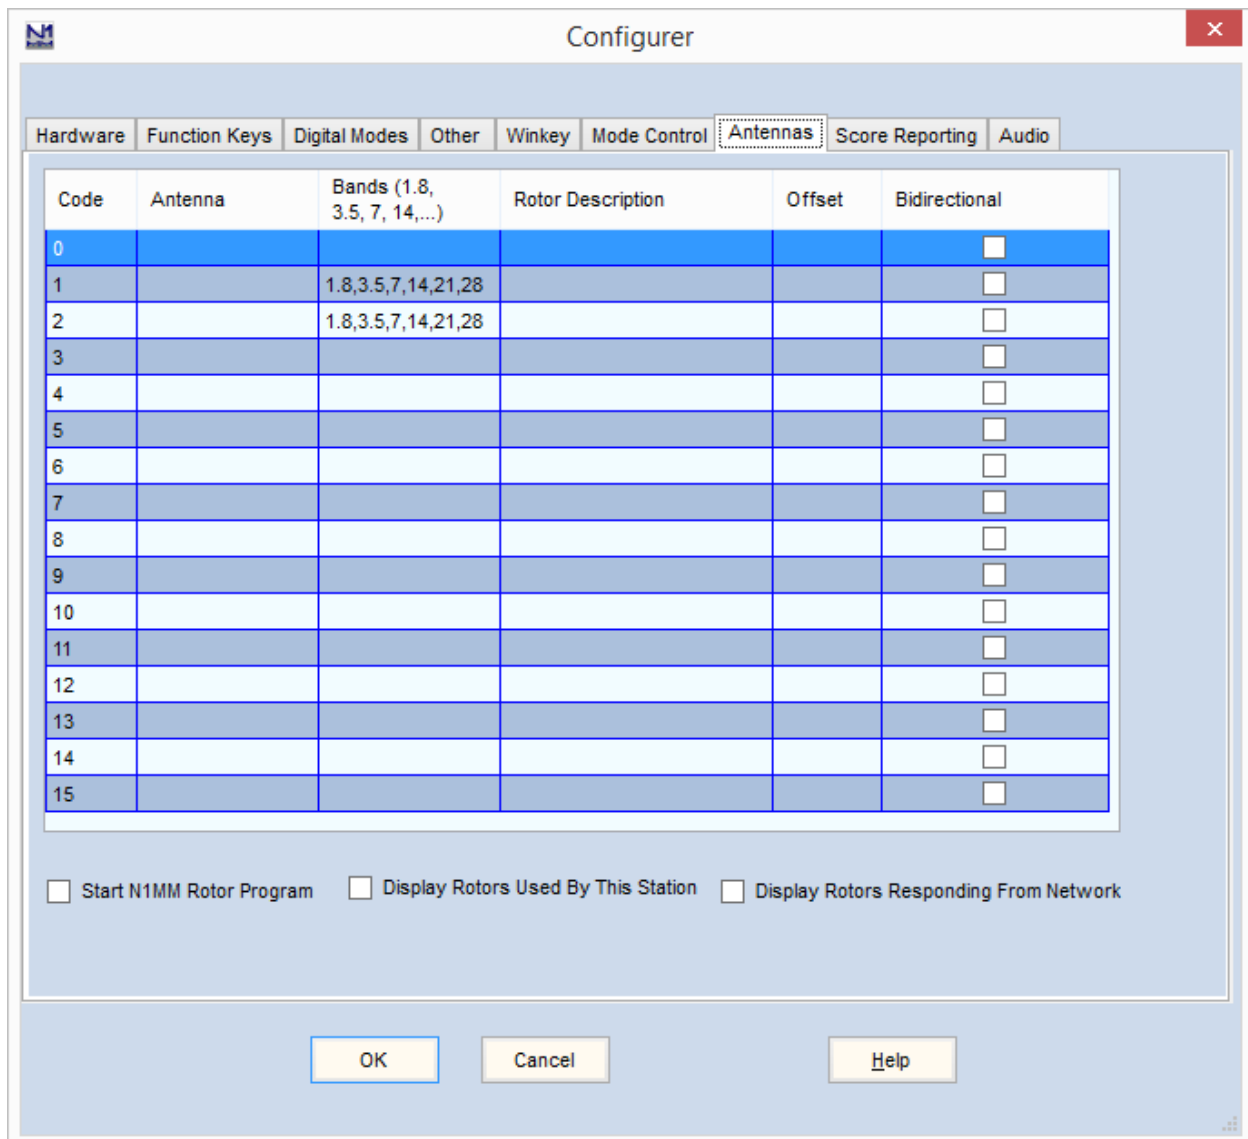 N1
Configurer
Hardware Function Keys Digital Modes Other Winkey Mode Control Antennas Score Reporting Audio
Code Antenna Bands (1.8, 3.5, 7, 14,...) Rotor Description Offset Bidirectional
0
1 1.8,3.5,7,14,21,28
2 1.8,3.5,7,14,21,28
3
4
5
6
7
8
9
10
11
12
13
14
15
Start N1MM Rotor Program Display Rotors Used By This Station Display Rotors Responding From Network
OK Cancel Help